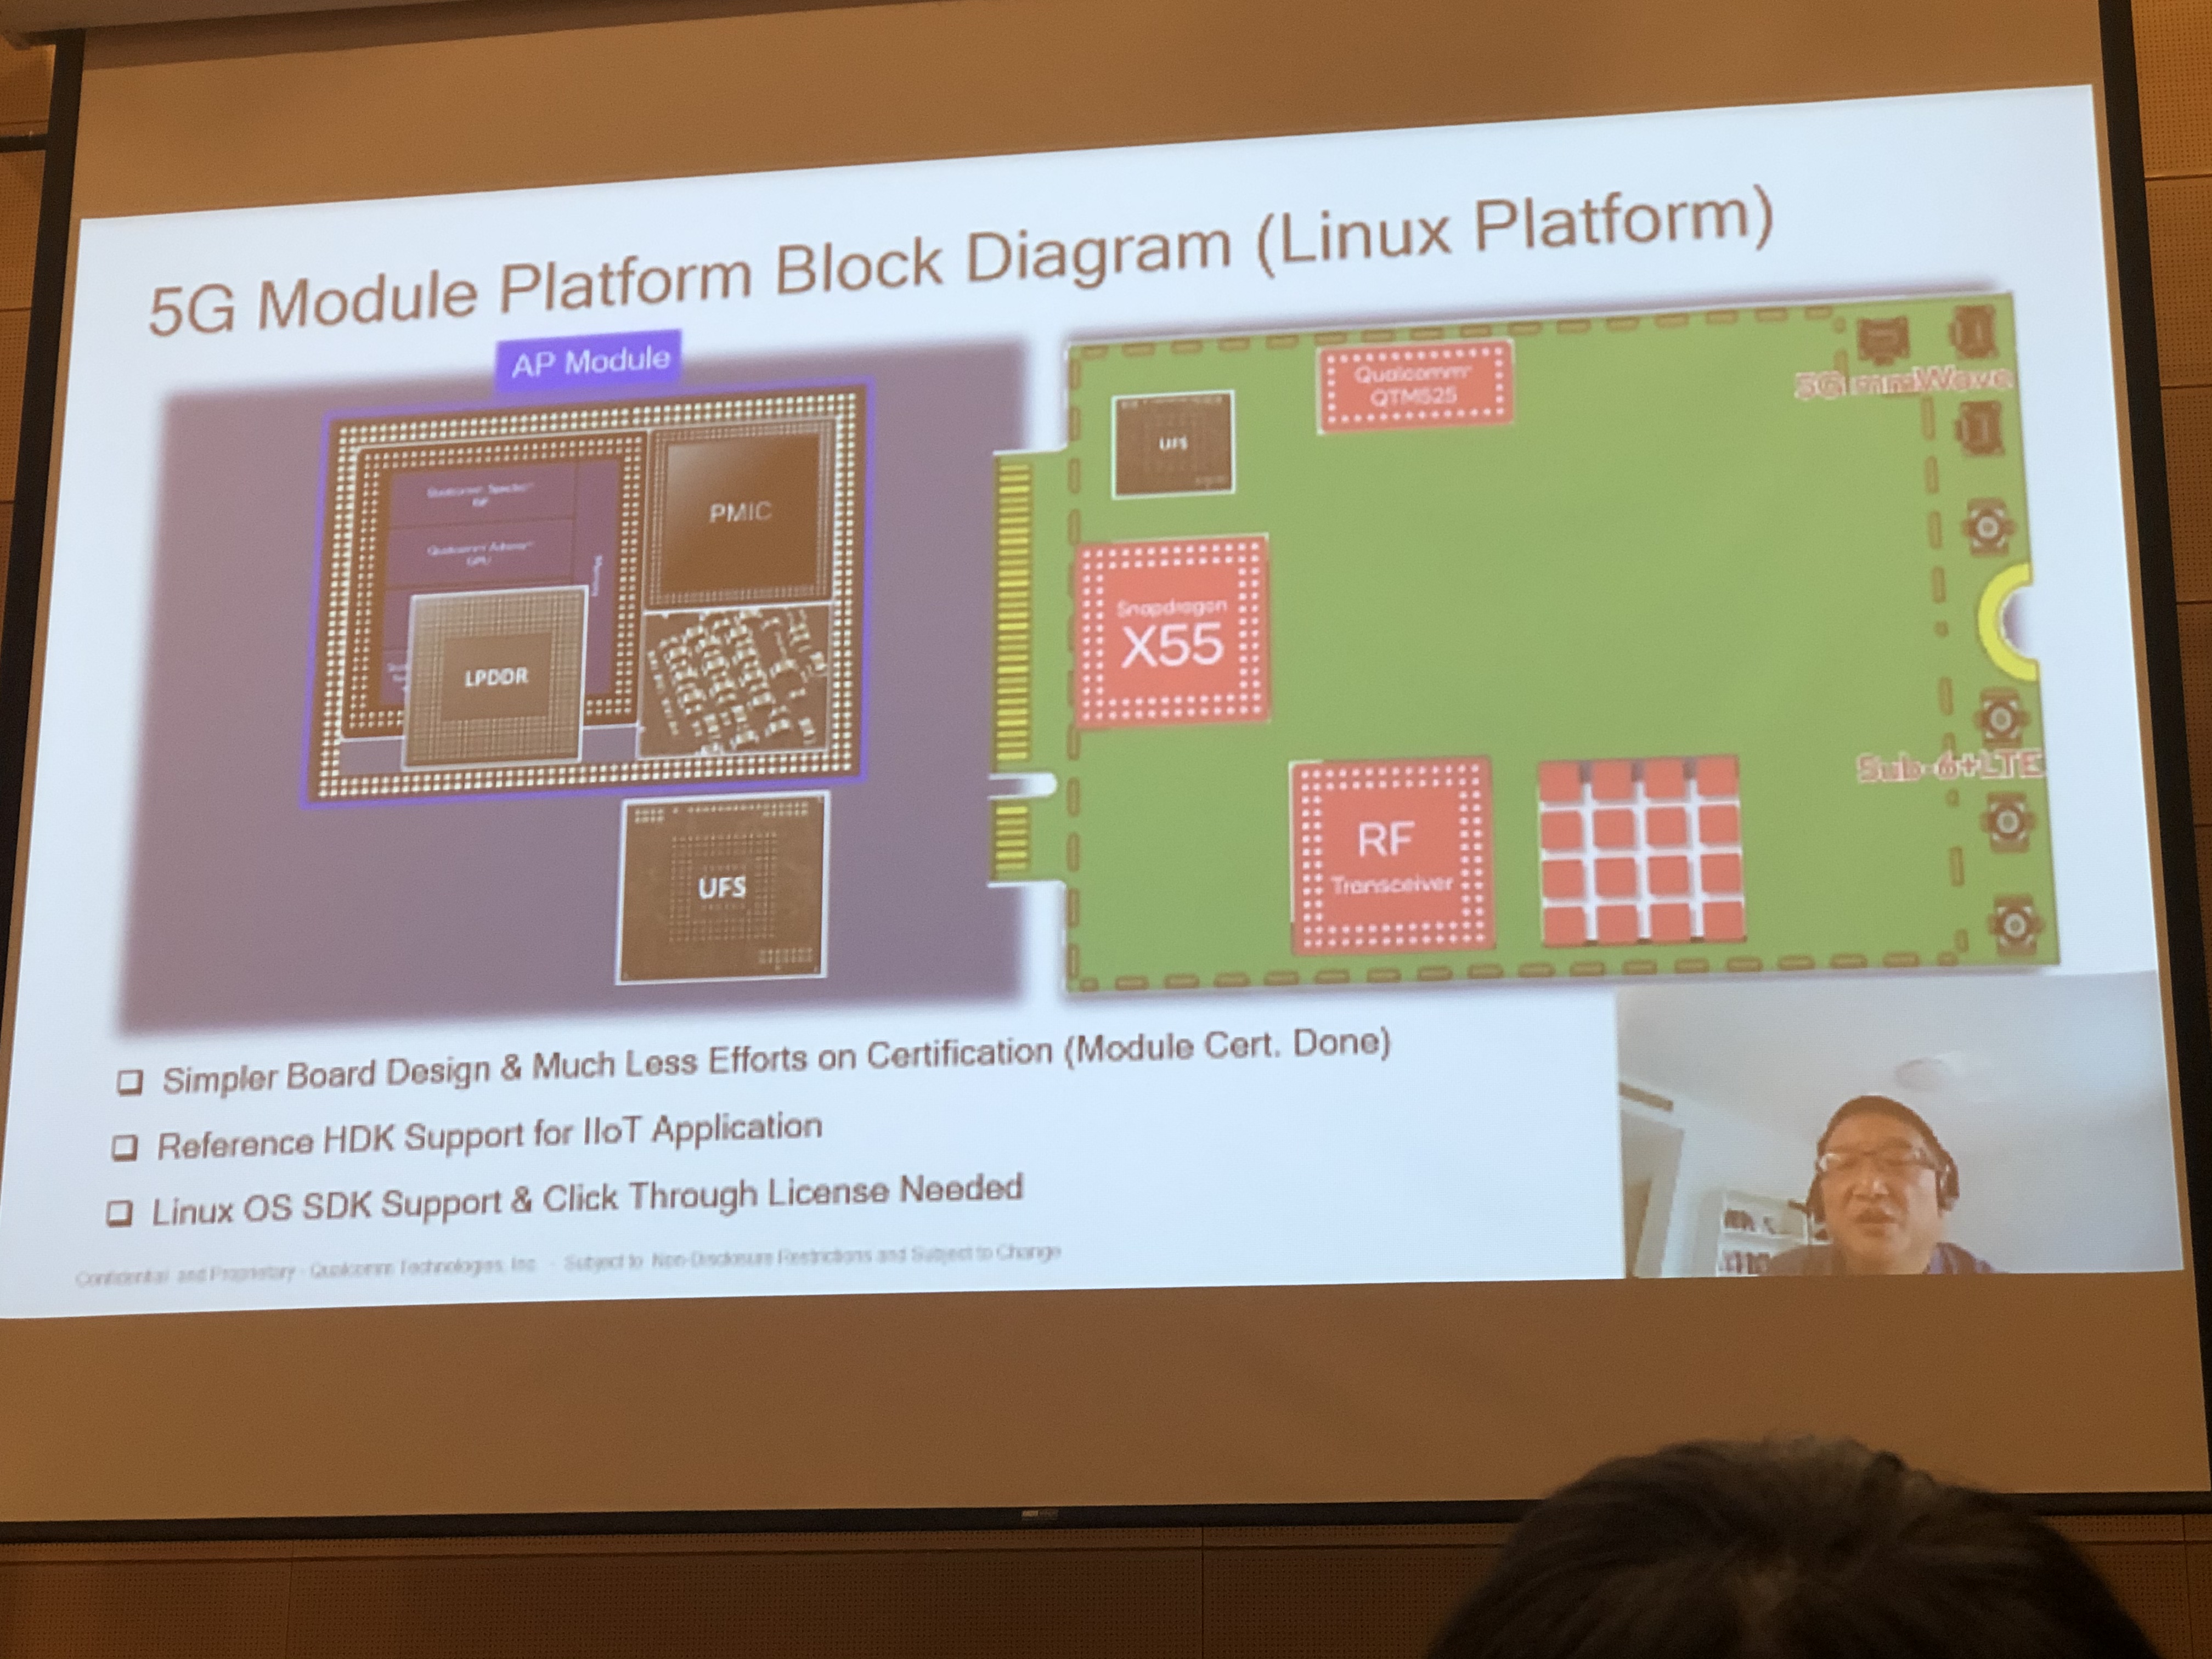 5G Module Platform Block Diagram (Linux Platform)
AP Module
Qualcomm Spectra™
ISP
Qualcomm Adreno™
GPU
Memory
PMIC
LPDDR
UFS
UFS
Qualcomm®
QTM525
5G mmWave
Snapdragon
X55
RF
Transceiver
Sub-6+LTE
❑ Simpler Board Design & Much Less Efforts on Certification (Module Cert. Done)
❑ Reference HDK Support for IIoT Application
❑ Linux OS SDK Support & Click Through License Needed
Confidential and Proprietary - Qualcomm Technologies, Inc. - Subject to Non-Disclosure Restrictions and Subject to Change